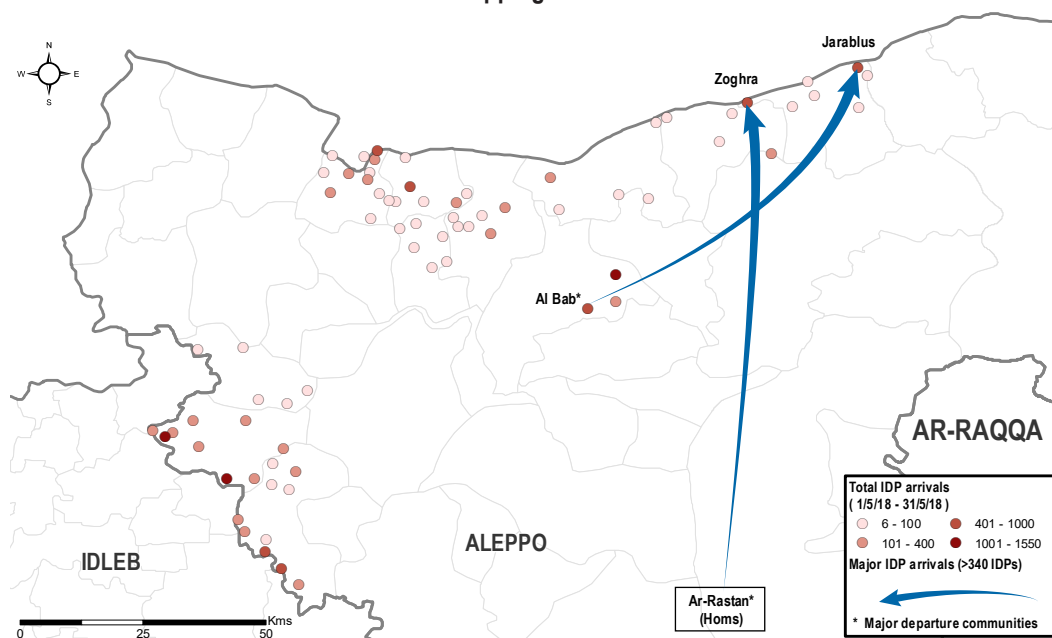 N
W E
S
Jarablus
Zoghra
Al Bab*
AR-RAQQA
IDLEB
ALEPPO
Ar-Rastan*
(Homs)
Total IDP arrivals
( 1/5/18 - 31/5/18 )
6 - 100
401 - 1000
101 - 400
1001 - 1550
Major IDP arrivals (>340 IDPs)
* Major departure communities
Kms
0 25 50